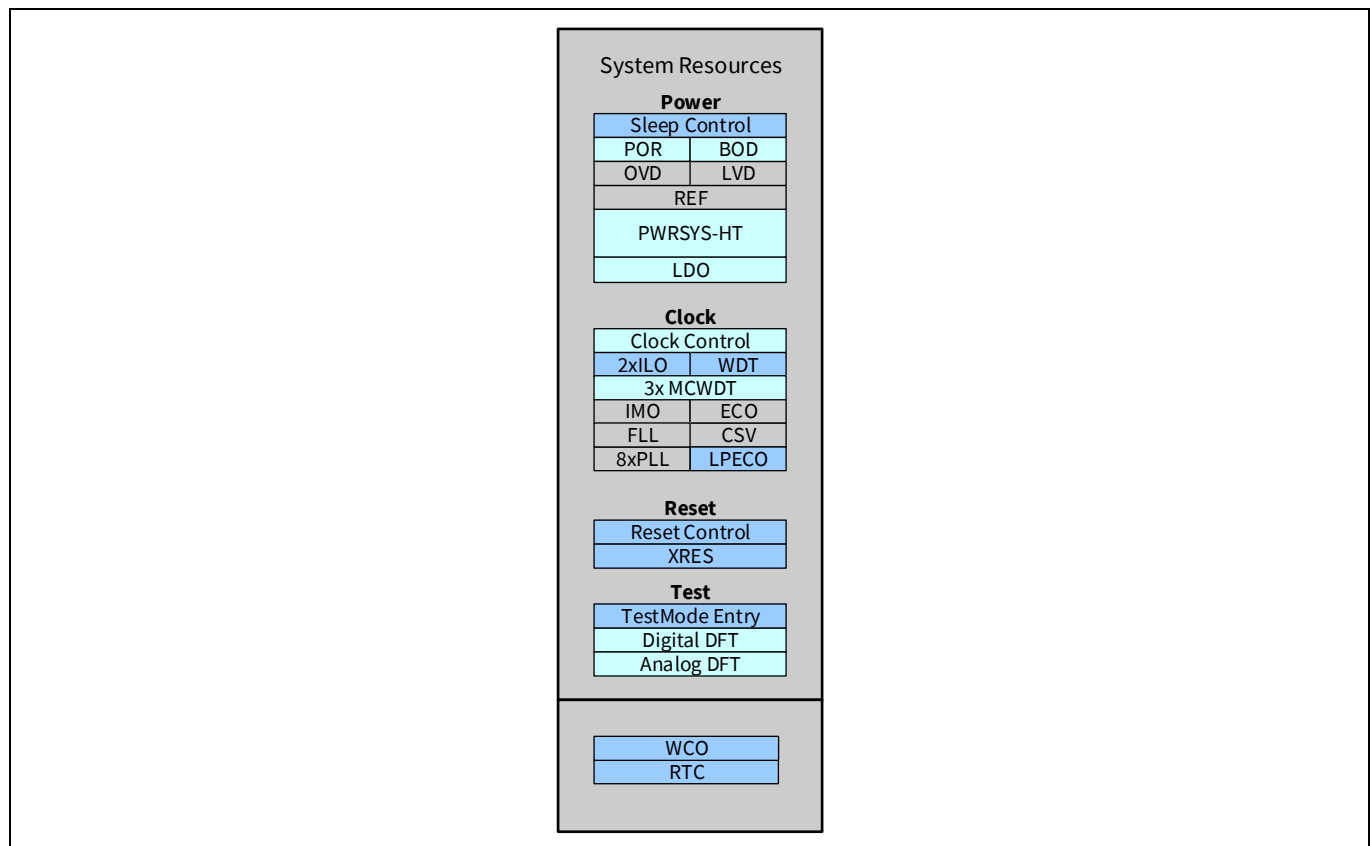 System Resources
Power
Sleep Control
POR BOD
OVD LVD
REF
PWRSYS-HT
LDO
Clock
Clock Control
2xILO WDT
3x MCWDT
IMO ECO
FLL CSV
8xPLL LPECO
Reset
Reset Control
XRES
Test
TestMode Entry
Digital DFT
Analog DFT
WCO
RTC